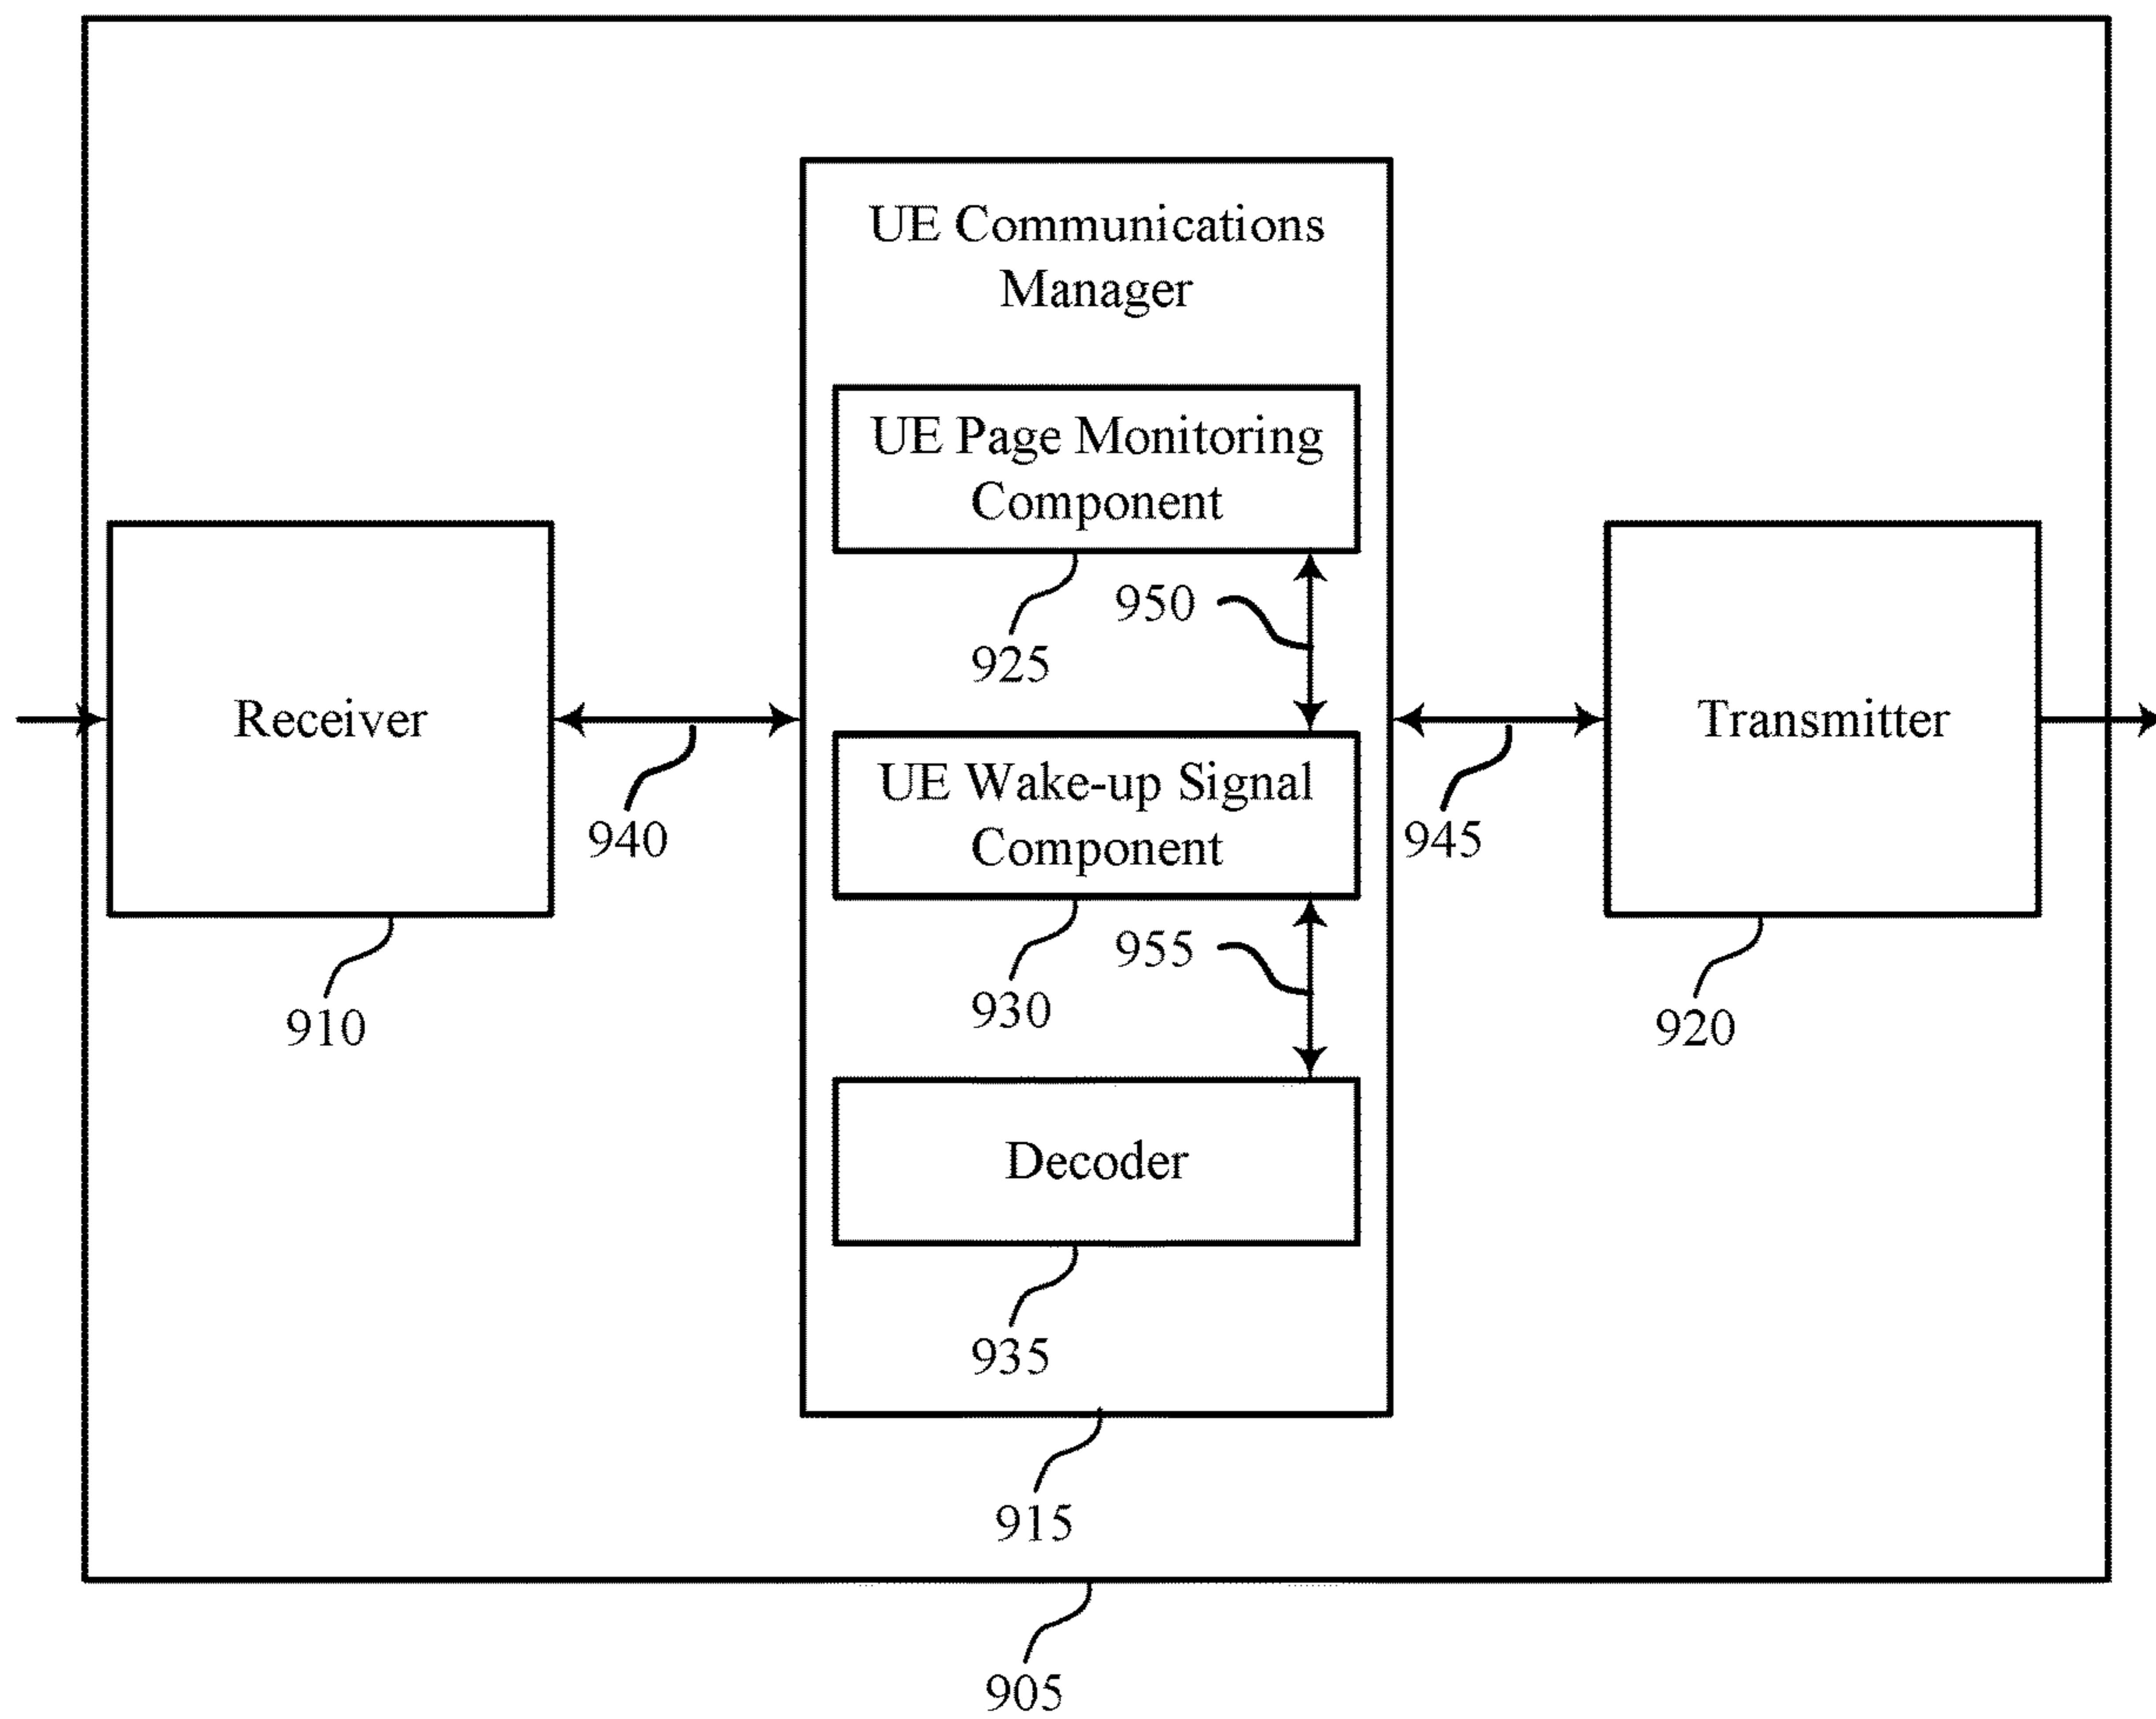 UE Communications
Manager
UE Page Monitoring
Component
950
925
Receiver
Transmitter
UE Wake-up Signal
Component
940
945
955
930
910
920
Decoder
935
915
905